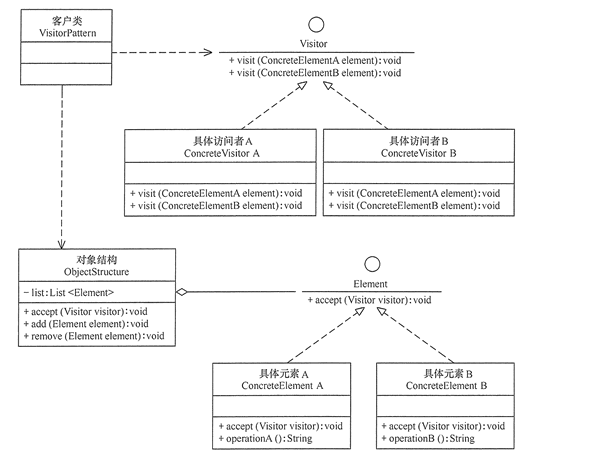 客户类
VisitorPattern
Visitor
+ visit (ConcreteElementA element):void
+ visit (ConcreteElementB element):void
具体访问者A
ConcreteVisitor A
+ visit (ConcreteElementA element):void
+ visit (ConcreteElementB element):void
具体访问者B
ConcreteVisitor B
+ visit (ConcreteElementA element):void
+ visit (ConcreteElementB element):void
对象结构
ObjectStructure
− list:List <Element>
+ accept (Visitor visitor):void
+ add (Element element):void
+ remove (Element element):void
Element
+ accept (Visitor visitor):void
具体元素A
ConcreteElement A
+ accept (Visitor visitor):void
+ operationA ():String
具体元素B
ConcreteElement B
+ accept (Visitor visitor):void
+ operationB ():String